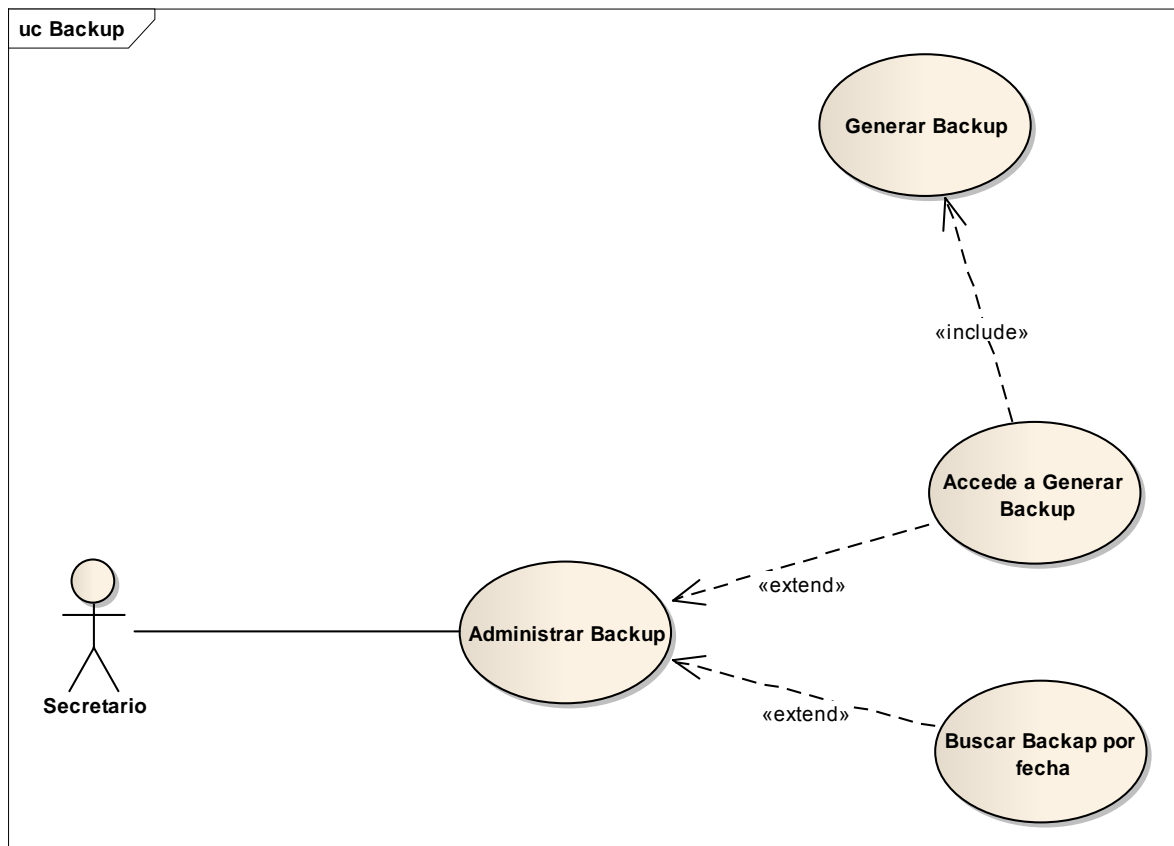 uc Backup
Generar Backup
«include»
Accede a Generar
Backup
«extend»
Administrar Backup
Secretario
«extend»
Buscar Backap por
fecha